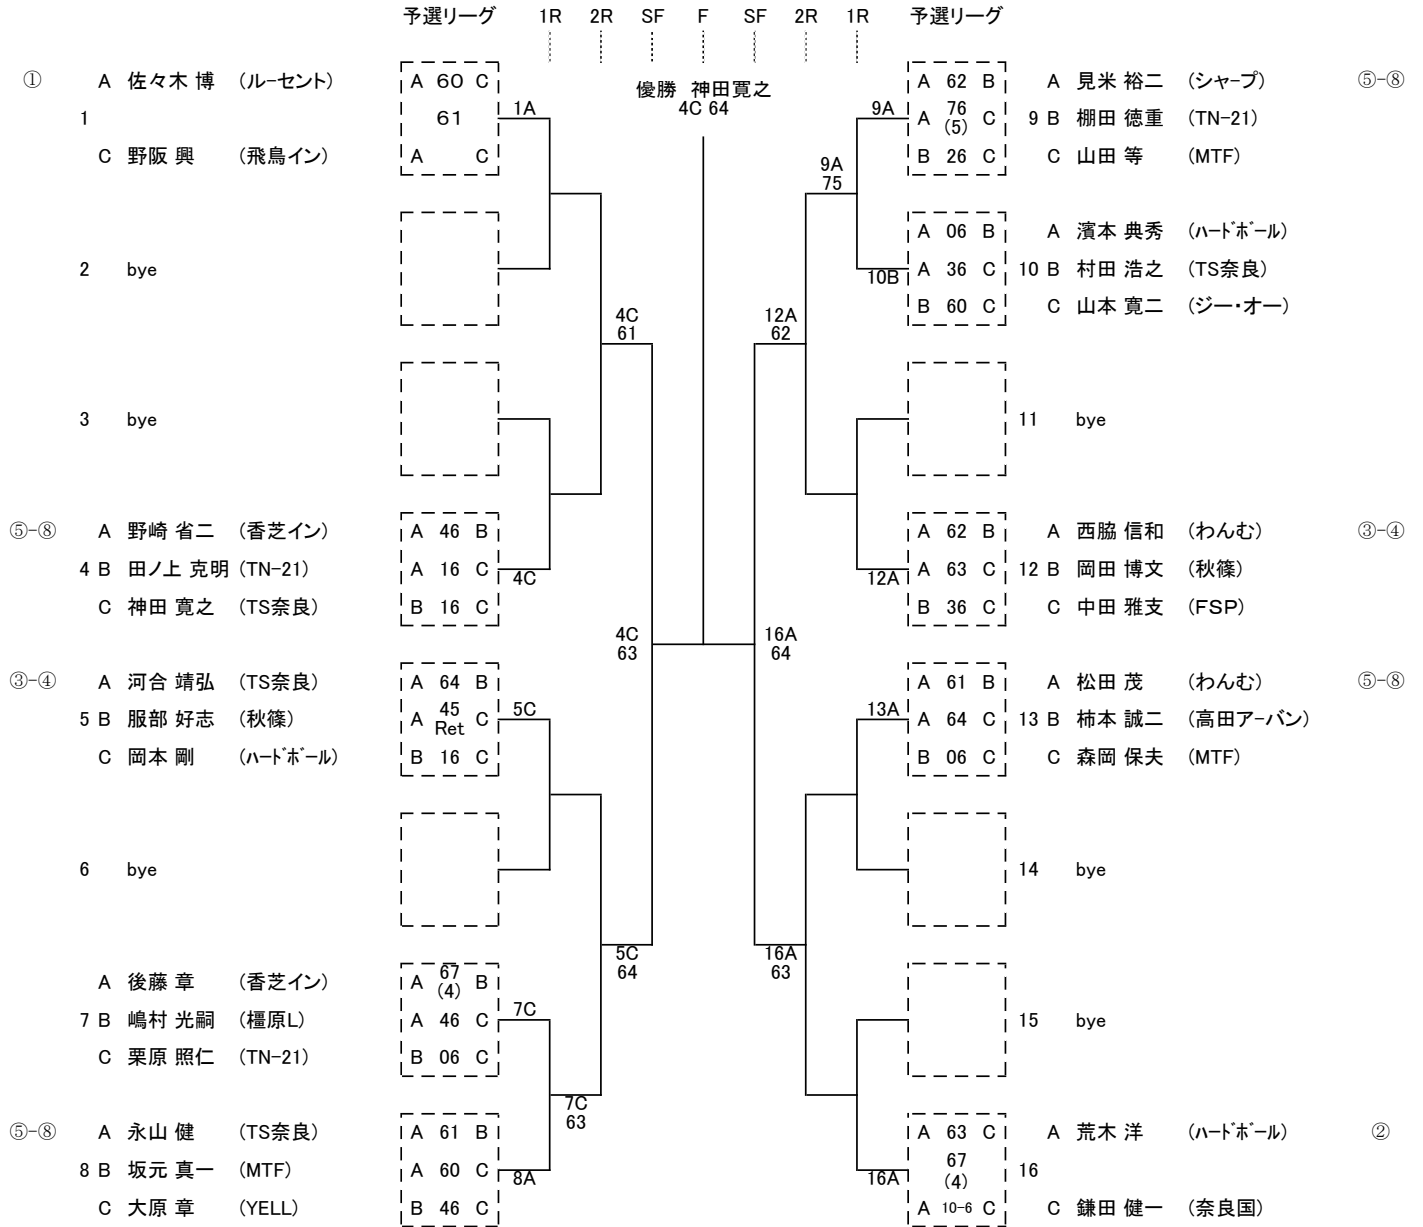 予選リーグ 1R 2R SF F SF 2R 1R 予選リーグ
優勝 神田寛之
4C 64
① A 佐々木 博 (ルーセント) A 60 C
1 61 1A
C 野阪 興 (飛鳥イン) A C
2 bye
3 bye
4C
61
⑤-⑧ A 野崎 省二 (香芝イン) A 46 B
4 B 田ノ上 克明 (TN-21) A 16 C 4C
C 神田 寛之 (TS奈良) B 16 C
4C
63
③-④ A 河合 靖弘 (TS奈良) A 64 B
5 B 服部 好志 (秋篠) A 45 Ret C 5C
C 岡本 剛 (ハードボール) B 16 C
6 bye
5C
64
A 後藤 章 (香芝イン) A 67 (4) B
7 B 嶋村 光嗣 (橿原L) A 46 C 7C
C 栗原 照仁 (TN-21) B 06 C
7C
63
⑤-⑧ A 永山 健 (TS奈良) A 61 B
8 B 坂元 真一 (MTF) A 60 C 8A
C 大原 章 (YELL) B 46 C
A 62 B A 見米 裕二 (シャープ) ⑤-⑧
9A A 76 (5) C 9 B 棚田 徳重 (TN-21)
B 26 C C 山田 等 (MTF)
9A
75
A 06 B A 濱本 典秀 (ハードボール)
10B A 36 C 10 B 村田 浩之 (TS奈良)
B 60 C C 山本 寛二 (ジー・オー)
12A
62
11 bye
A 62 B A 西脇 信和 (わんむ) ③-④
12A A 63 C 12 B 岡田 博文 (秋篠)
B 36 C C 中田 雅支 (FSP)
16A
64
A 61 B A 松田 茂 (わんむ) ⑤-⑧
13A A 64 C 13 B 柿本 誠二 (高田アーバン)
B 06 C C 森岡 保夫 (MTF)
14 bye
16A
63
15 bye
A 63 C A 荒木 洋 (ハードボール) ②
16A 67 (4) 16
A 10-6 C C 鎌田 健一 (奈良国)